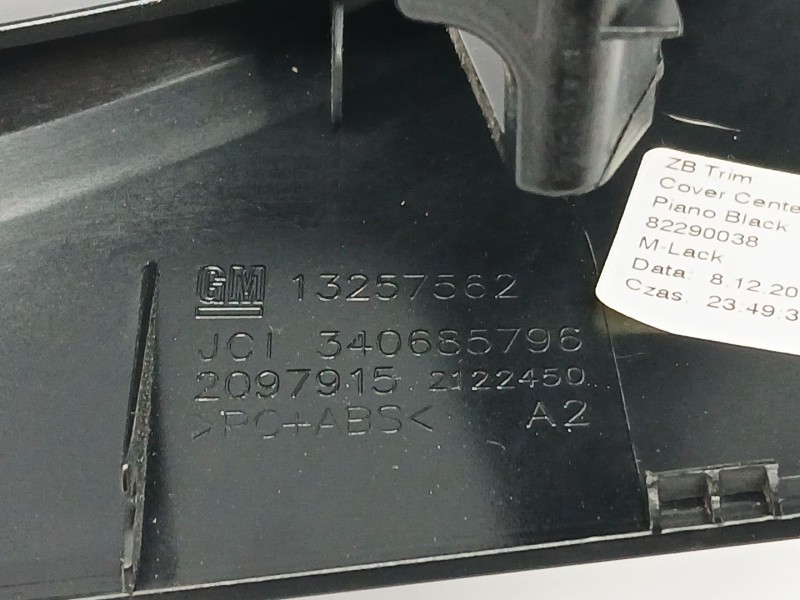 GM 13257562
JCI 340685796
2097915 2122450
>PC+ABS< A2
ZB Trim
Cover Cente
Piano Black
82290038
M-Lack
Data: 8.12.20
Czas: 23:49:3